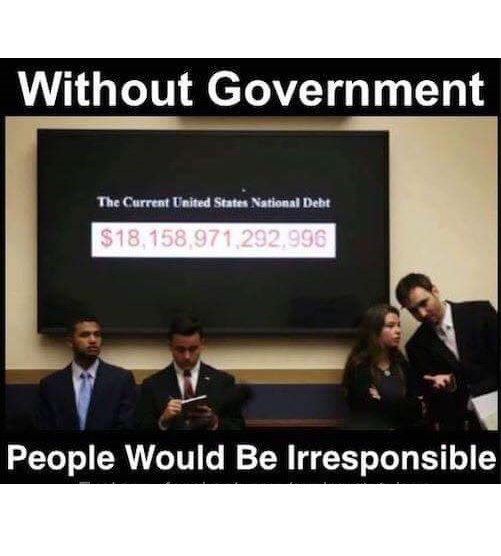 Without Government
The Current United States National Debt
$18,158,971,292,996
People Would Be Irresponsible